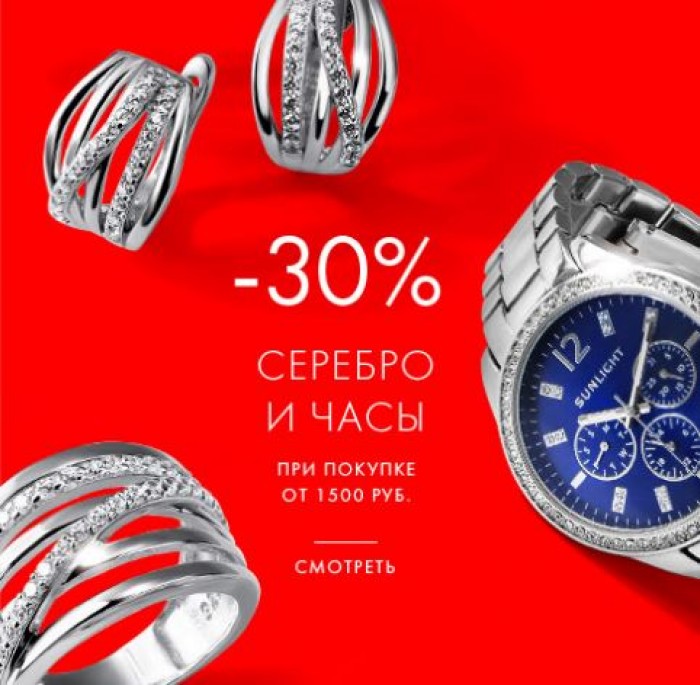 -30%
СЕРЕБРО
И ЧАСЫ
ПРИ ПОКУПКЕ
ОТ 1500 РУБ.
СМОТРЕТЬ
12
SUNLIGHT